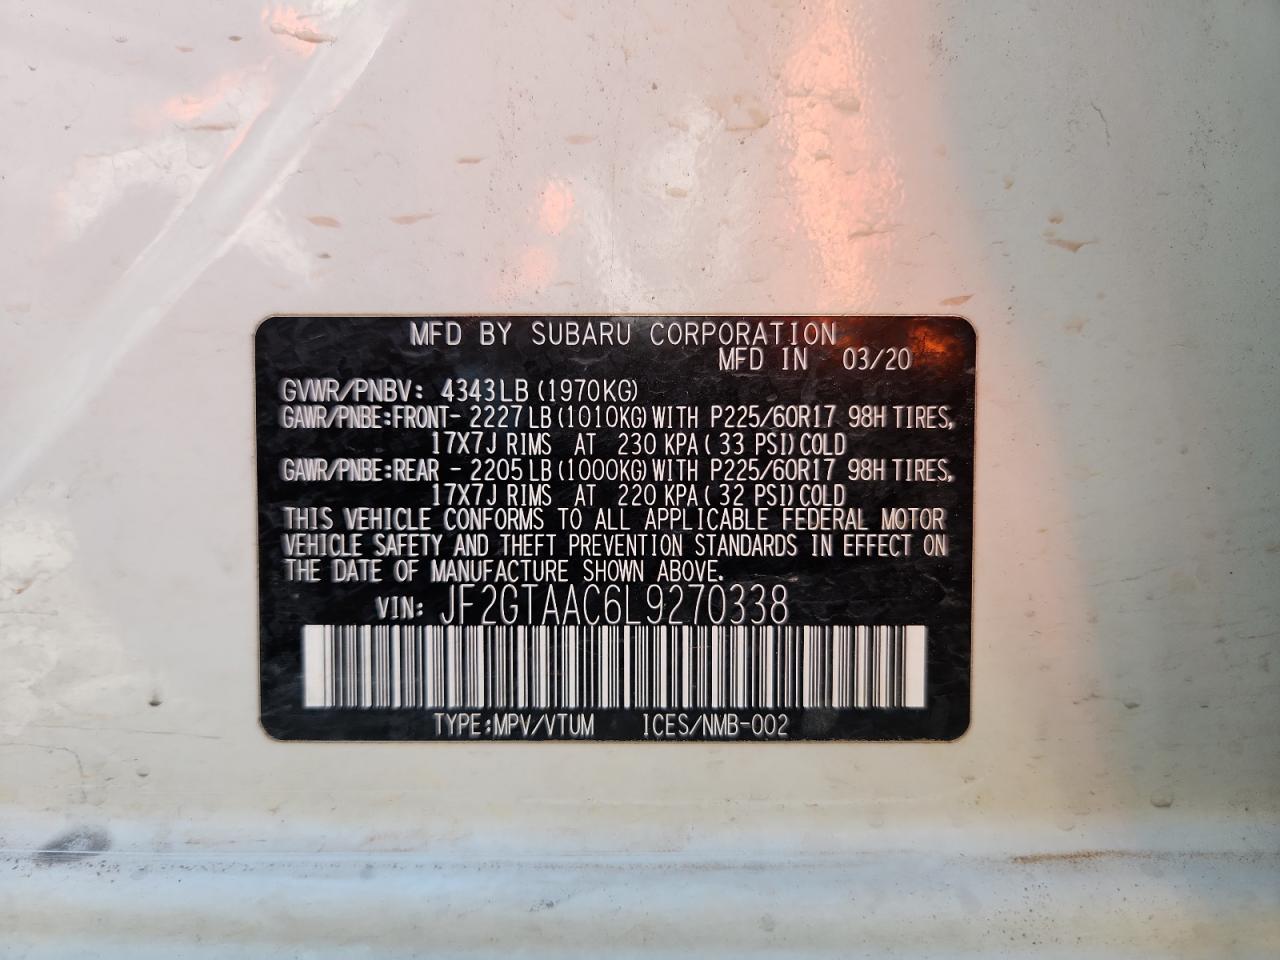 MFD BY SUBARU CORPORATION
MFD IN 03/20
GVWR/PNBV: 4343LB (1970KG)
GAWR/PNBE:FRONT- 2227 LB (1010KG) WITH P225/60R17 98H TIRES,
17X7J RIMS AT 230 KPA ( 33 PSI) COLD
GAWR/PNBE:REAR - 2205 LB (1000KG) WITH P225/60R17 98H TIRES,
17X7J RIMS AT 220 KPA ( 32 PSI) COLD
THIS VEHICLE CONFORMS TO ALL APPLICABLE FEDERAL MOTOR
VEHICLE SAFETY AND THEFT PREVENTION STANDARDS IN EFFECT ON
THE DATE OF MANUFACTURE SHOWN ABOVE.
VIN: JF2GTAAC6L9270338
TYPE:MPV/VTUM ICES/NMB-002